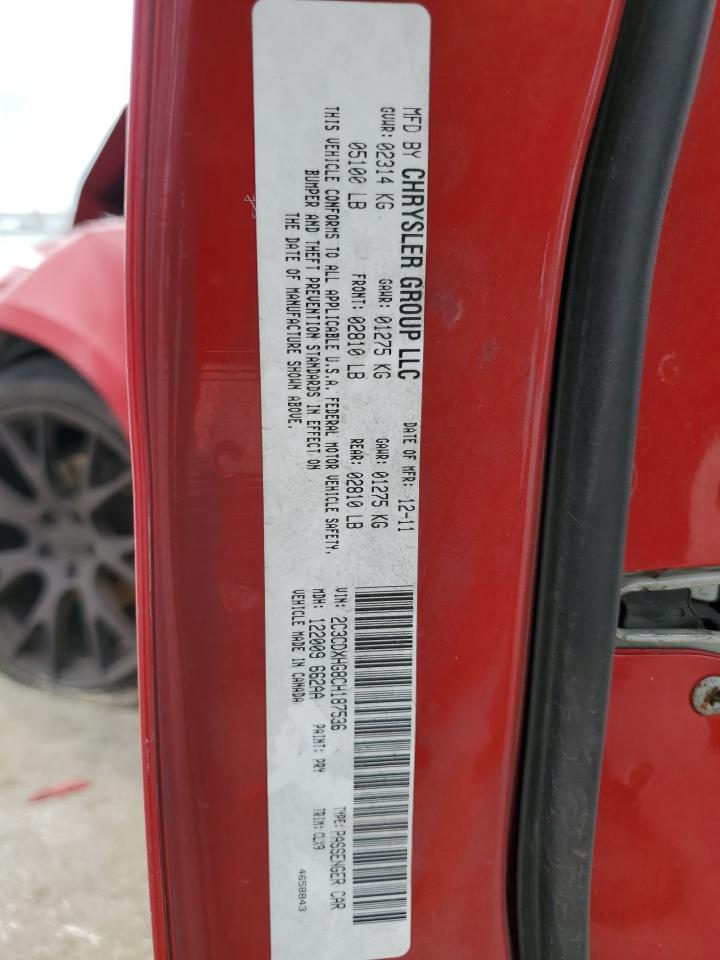 MFD BY CHRYSLER GROUP LLC DATE OF MFR: 12-11
GVWR: 02314 KG GAWR: 01275 KG GAWR: 01275 KG
05100 LB FRONT: 02810 LB REAR: 02810 LB
THIS VEHICLE CONFORMS TO ALL APPLICABLE U.S.A. FEDERAL MOTOR VEHICLE SAFETY,
BUMPER AND THEFT PREVENTION STANDARDS IN EFFECT ON
THE DATE OF MANUFACTURE SHOWN ABOVE.
VIN: 2C3CDXHG8CH187536 TYPE: PASSENGER CAR
MDH: 122009 662AA PAINT: PRY TRIM: CLX9
VEHICLE MADE IN CANADA 4658843